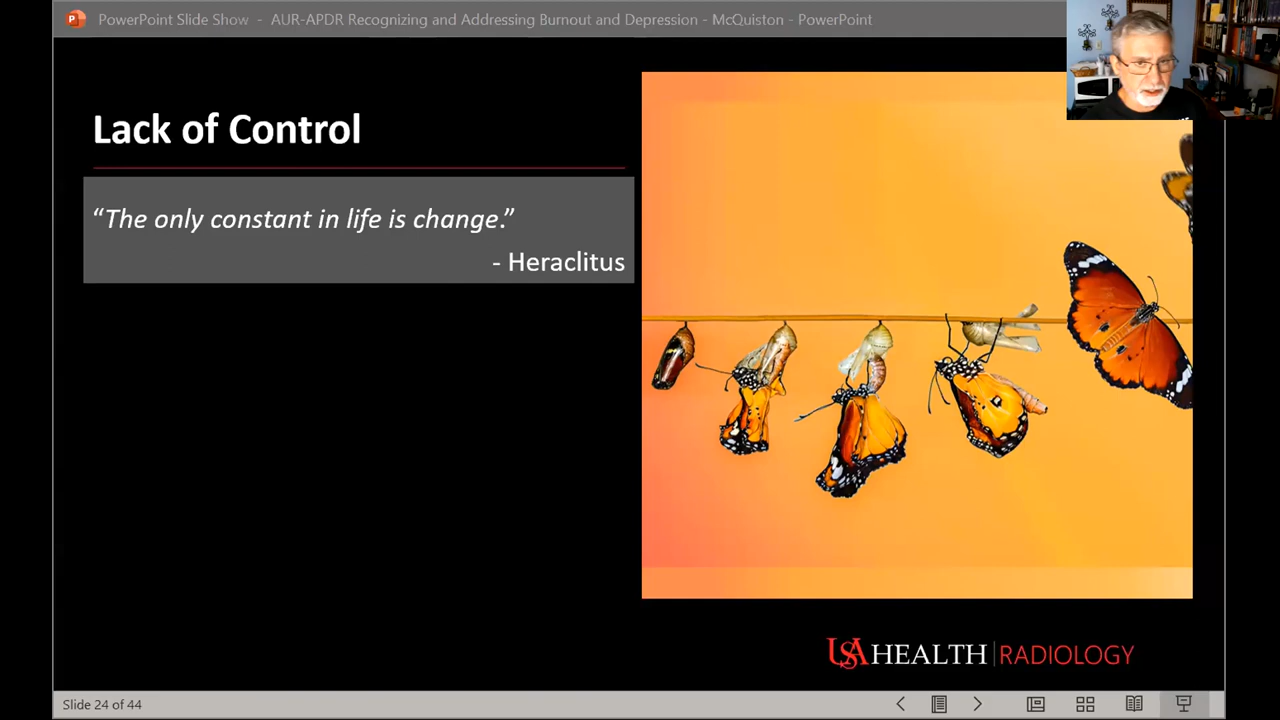 PowerPoint Slide Show - AUR-APDR Recognizing and Addressing Burnout and Depression - McQuiston - PowerPoint
Lack of Control
“The only constant in life is change.”
- Heraclitus
USA HEALTH | RADIOLOGY
Slide 24 of 44